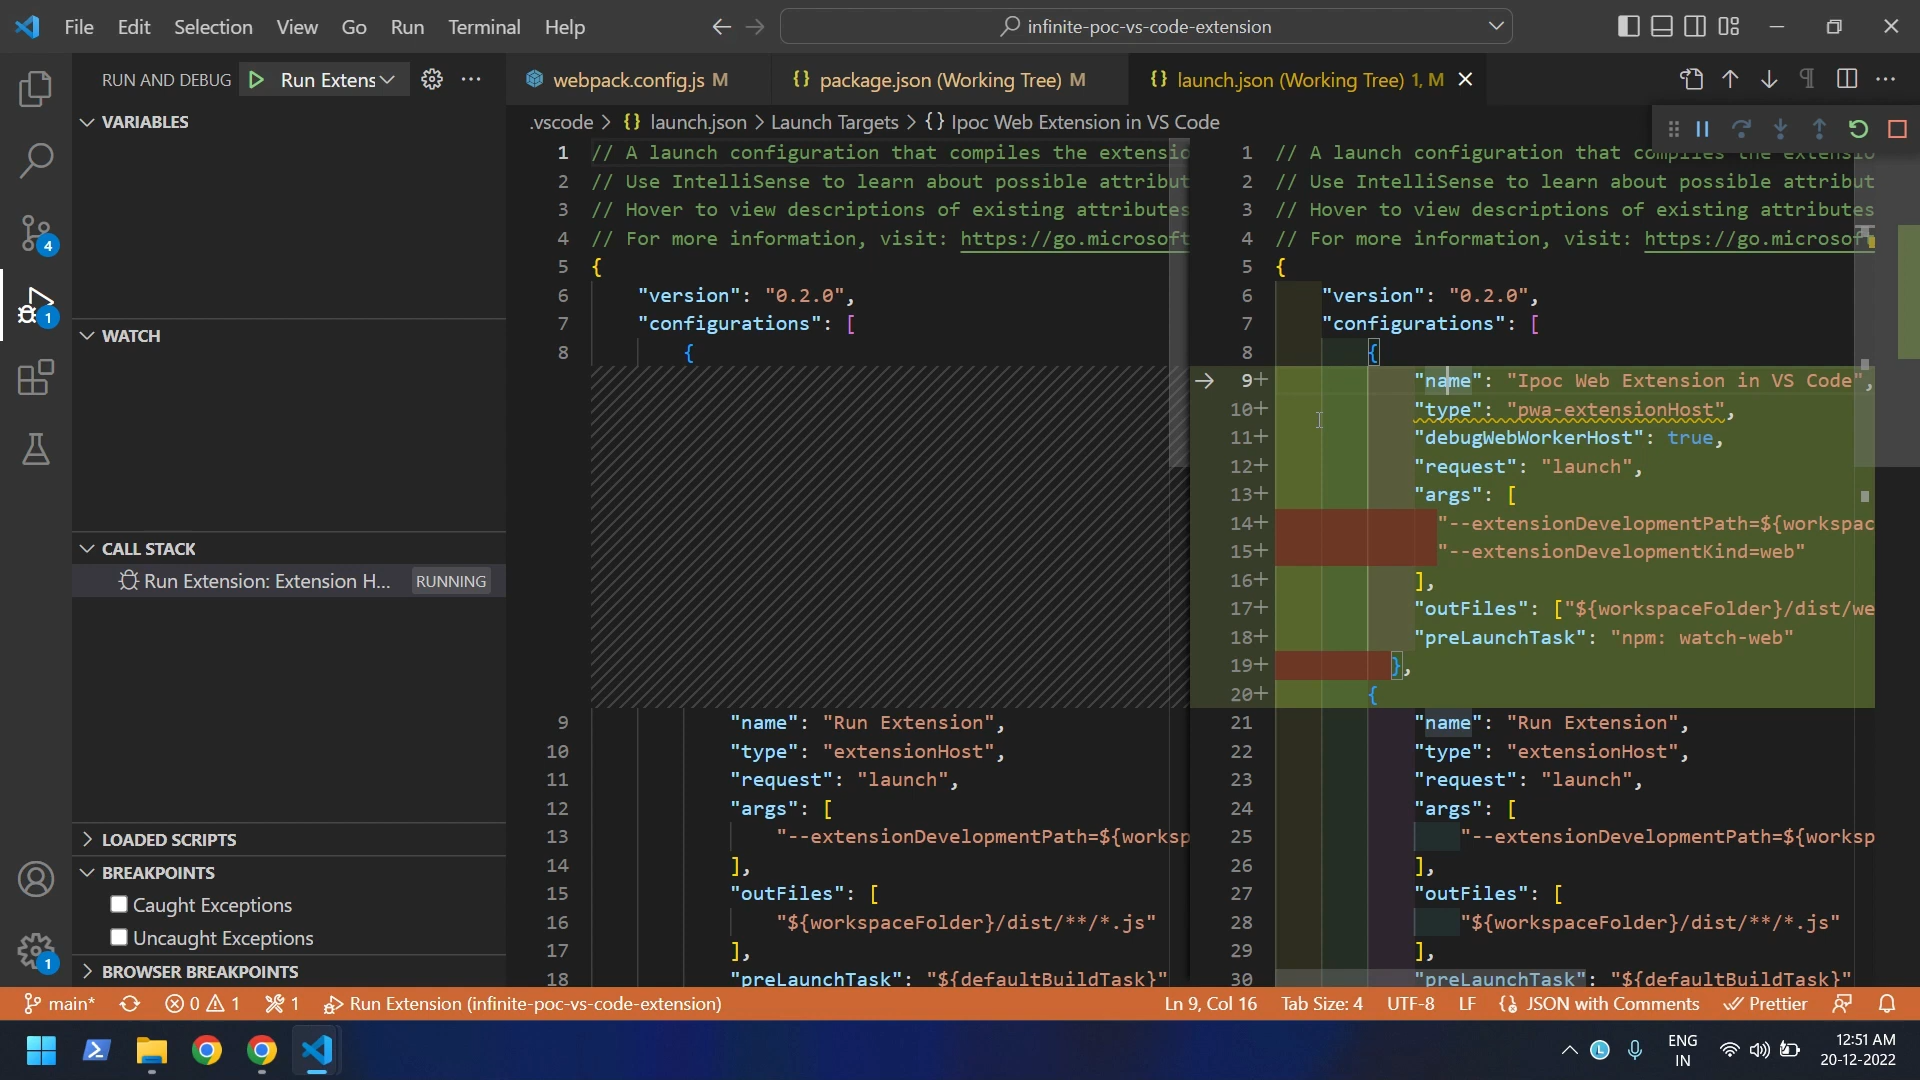 File Edit Selection View Go Run Terminal Help
infinite-poc-vs-code-extension
RUN AND DEBUG
Run Extens
webpack.config.js M
{} package.json (Working Tree) M
{} launch.json (Working Tree) 1, M
.vscode > {} launch.json > Launch Targets > {} Ipoc Web Extension in VS Code
VARIABLES
WATCH
CALL STACK
Run Extension: Extension H... RUNNING
LOADED SCRIPTS
BREAKPOINTS
Caught Exceptions
Uncaught Exceptions
BROWSER BREAKPOINTS
4
1
1
1 // A launch configuration that compiles the extensio
2 // Use IntelliSense to learn about possible attribut
3 // Hover to view descriptions of existing attributes
4 // For more information, visit: https://go.microsoft
5 {
6 "version": "0.2.0",
7 "configurations": [
8 {
9 "name": "Run Extension",
10 "type": "extensionHost",
11 "request": "launch",
12 "args": [
13 "--extensionDevelopmentPath=${worksp
14 ],
15 "outFiles": [
16 "${workspaceFolder}/dist/**/*.js"
17 ],
18 "preLaunchTask": "${defaultBuildTask}"
1 // A launch configuration that compiles the extensio
2 // Use IntelliSense to learn about possible attribut
3 // Hover to view descriptions of existing attributes
4 // For more information, visit: https://go.microsoft
5 {
6 "version": "0.2.0",
7 "configurations": [
8 {
9+ "name": "Ipoc Web Extension in VS Code",
10+ "type": "pwa-extensionHost",
11+ "debugWebWorkerHost": true,
12+ "request": "launch",
13+ "args": [
14+ "--extensionDevelopmentPath=${workspac
15+ "--extensionDevelopmentKind=web"
16+ ],
17+ "outFiles": ["${workspaceFolder}/dist/we
18+ "preLaunchTask": "npm: watch-web"
19+ },
20+ {
21 "name": "Run Extension",
22 "type": "extensionHost",
23 "request": "launch",
24 "args": [
25 "--extensionDevelopmentPath=${worksp
26 ],
27 "outFiles": [
28 "${workspaceFolder}/dist/**/*.js"
29 ],
30 "preLaunchTask": "${defaultBuildTask}"
main* 0 1 1 Run Extension (infinite-poc-vs-code-extension) Ln 9, Col 16 Tab Size: 4 UTF-8 LF JSON with Comments Prettier
ENG
IN
12:51 AM
20-12-2022